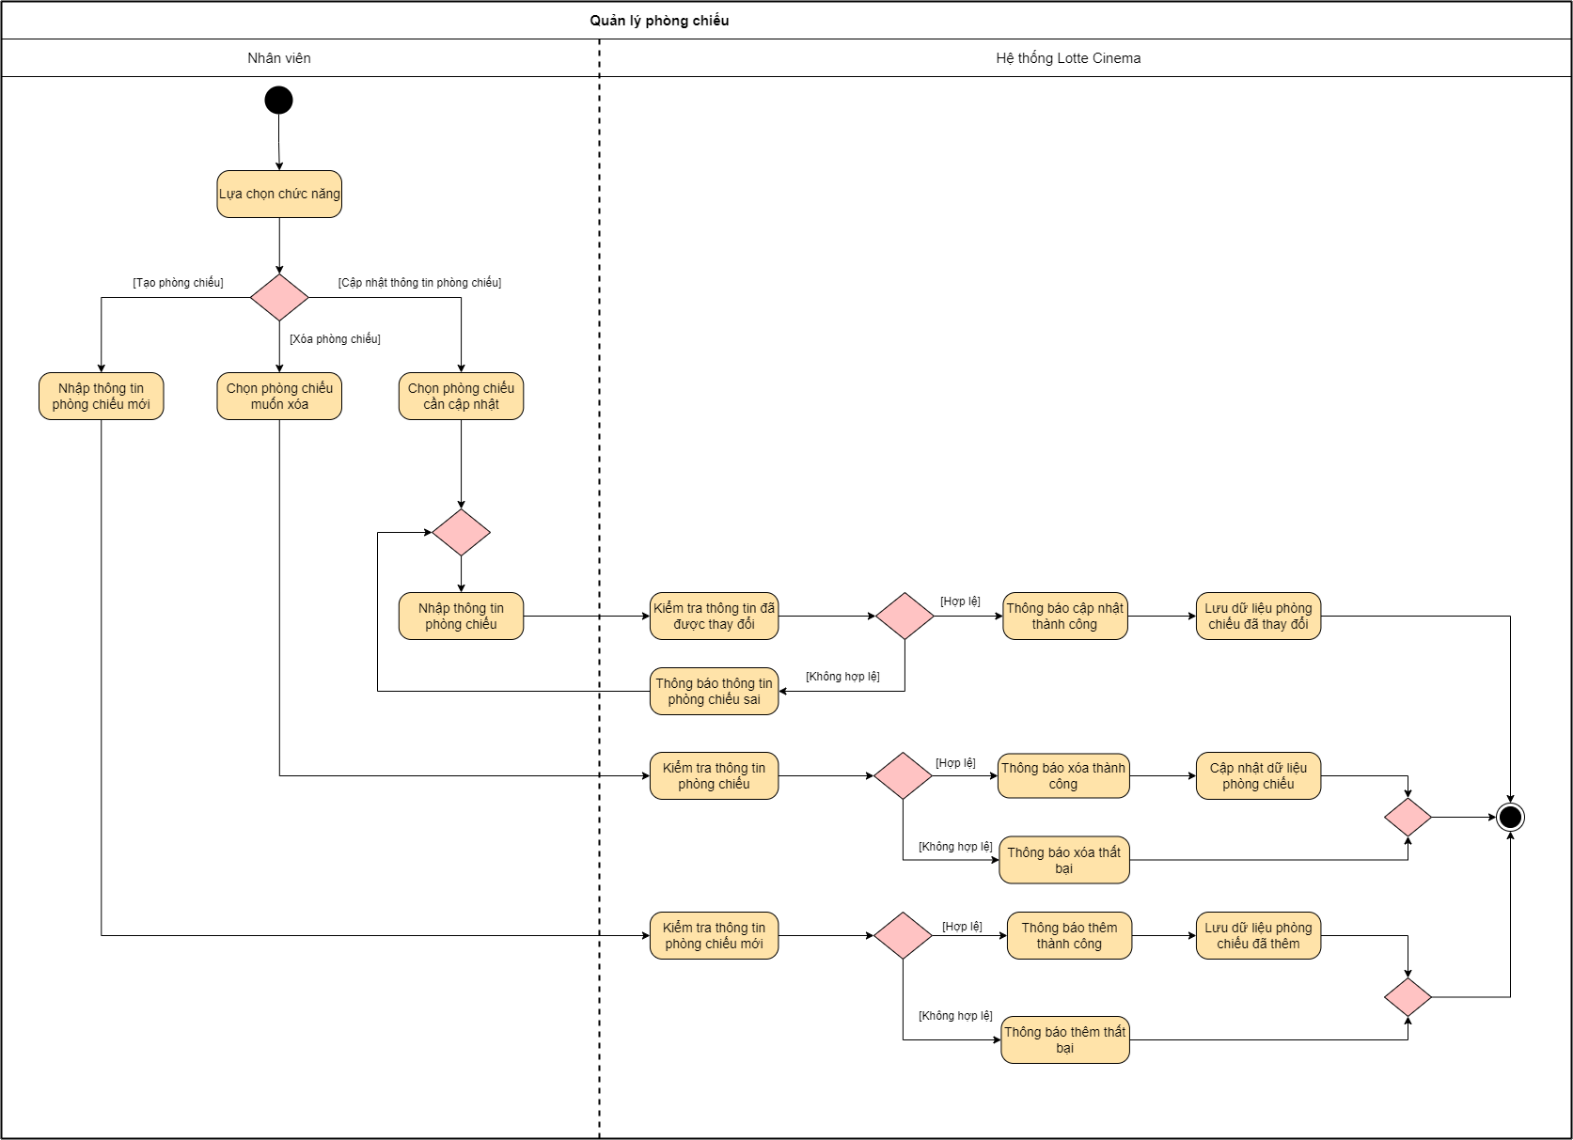 Quản lý phòng chiếu
Nhân viên
Hệ thống Lotte Cinema
Lựa chọn chức năng
[Tạo phòng chiếu]
[Cập nhật thông tin phòng chiếu]
[Xóa phòng chiếu]
Nhập thông tin
phòng chiếu mới
Chọn phòng chiếu
muốn xóa
Chọn phòng chiếu
cần cập nhật
Nhập thông tin
phòng chiếu
Kiểm tra thông tin đã
được thay đổi
[Hợp lệ]
Thông báo cập nhật
thành công
Lưu dữ liệu phòng
chiếu đã thay đổi
[Không hợp lệ]
Thông báo thông tin
phòng chiếu sai
Kiểm tra thông tin
phòng chiếu
[Hợp lệ]
Thông báo xóa thành
công
Cập nhật dữ liệu
phòng chiếu
[Không hợp lệ]
Thông báo xóa thất
bại
Kiểm tra thông tin
phòng chiếu mới
[Hợp lệ]
Thông báo thêm
thành công
Lưu dữ liệu phòng
chiếu đã thêm
[Không hợp lệ]
Thông báo thêm thất
bại